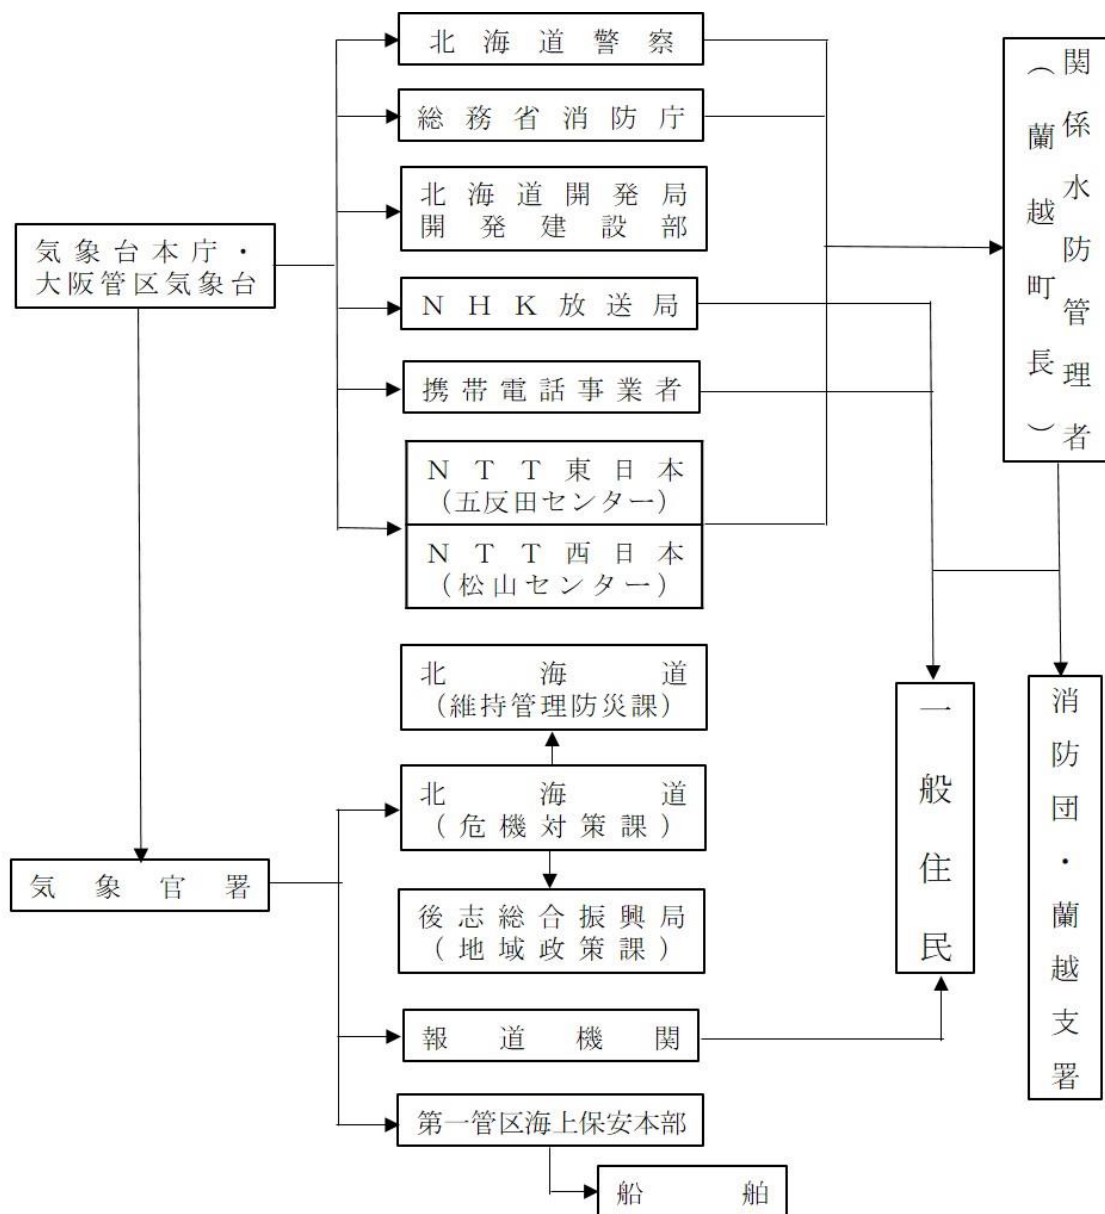 北海道警察
総務省消防庁
北海道開発局
開発建設部
気象台本庁・
大阪管区気象台
NHK放送局
携帯電話事業者
NTT東日本
(五反田センター)
NTT西日本
(松山センター)
関係水防管理者
(蘭越町長)
北海道
(維持管理防災課)
北海道
(危機対策課)
気象官署
後志総合振興局
(地域政策課)
報道機関
第一管区海上保安本部
船舶
一般住民
消防団・蘭越支署